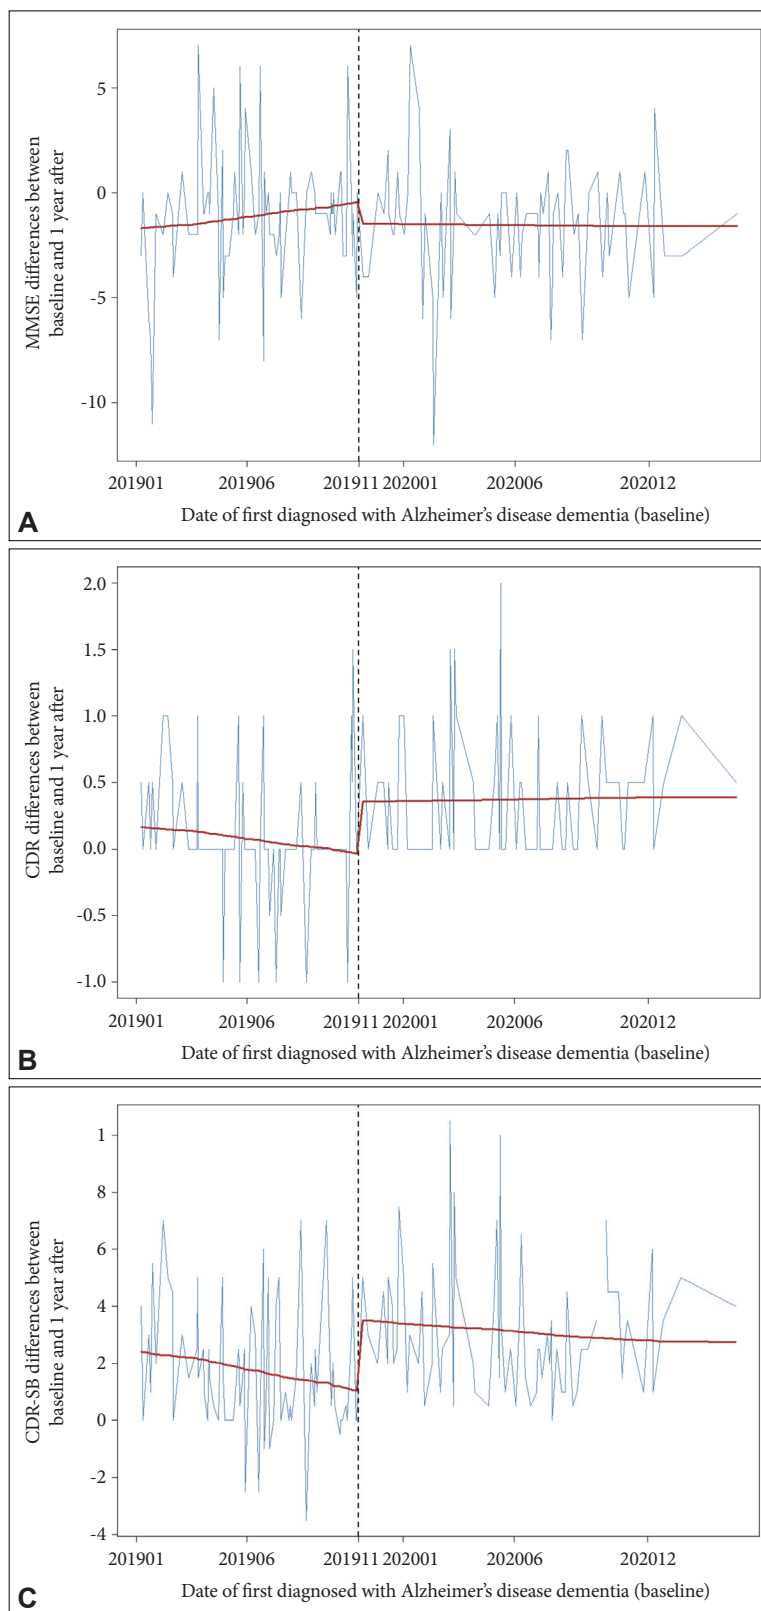 MMSE differences between
baseline and 1 year after
5
-0
-5
-10
201901 201906 201911 202001 202006 202012
Date of first diagnosed with Alzheimer's disease dementia (baseline)
A
CDR differences between
baseline and 1 year after
2.0
1.5
1.0
0.5
0.0
-0.5
-1.0
201901 201906 201911 202001 202006 202012
Date of first diagnosed with Alzheimer's disease dementia (baseline)
B
CDR-SB differences between
baseline and 1 year after
1
8
6
4
2
0
-2
-4
201901 201906 201911 202001 202006 202012
Date of first diagnosed with Alzheimer's disease dementia (baseline)
C